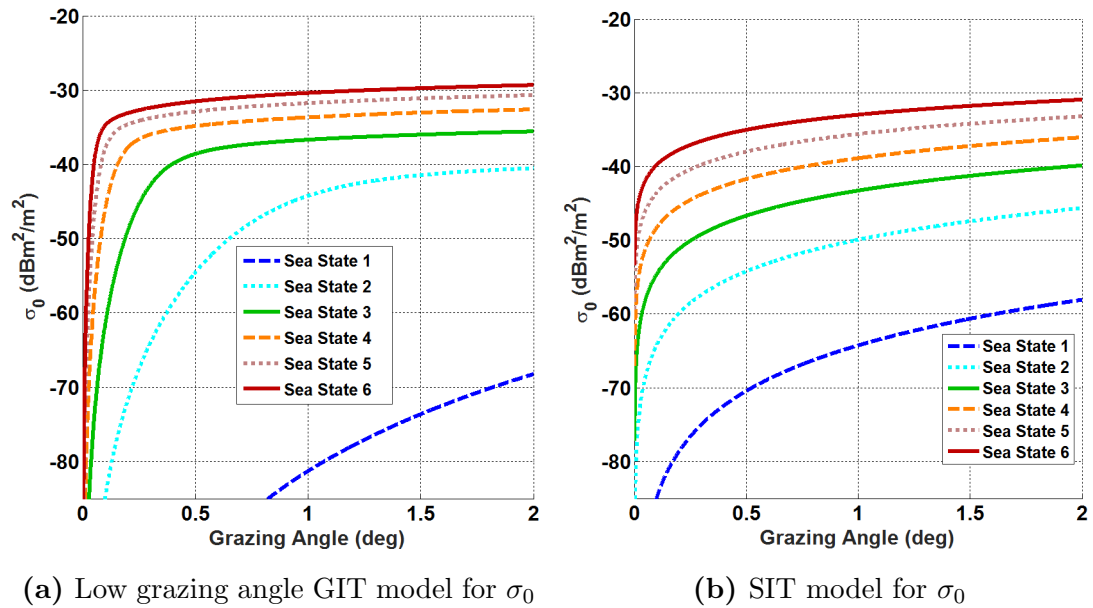 -20
-30
-40
-50
-60
-70
-80
σ₀ (dBm²/m²)
Sea State 1
Sea State 2
Sea State 3
Sea State 4
Sea State 5
Sea State 6
0 0.5 1 1.5 2
Grazing Angle (deg)
(a) Low grazing angle GIT model for σ₀
-20
-30
-40
-50
-60
-70
-80
σ₀ (dBm²/m²)
Sea State 1
Sea State 2
Sea State 3
Sea State 4
Sea State 5
Sea State 6
0 0.5 1 1.5 2
Grazing Angle (deg)
(b) SIT model for σ₀